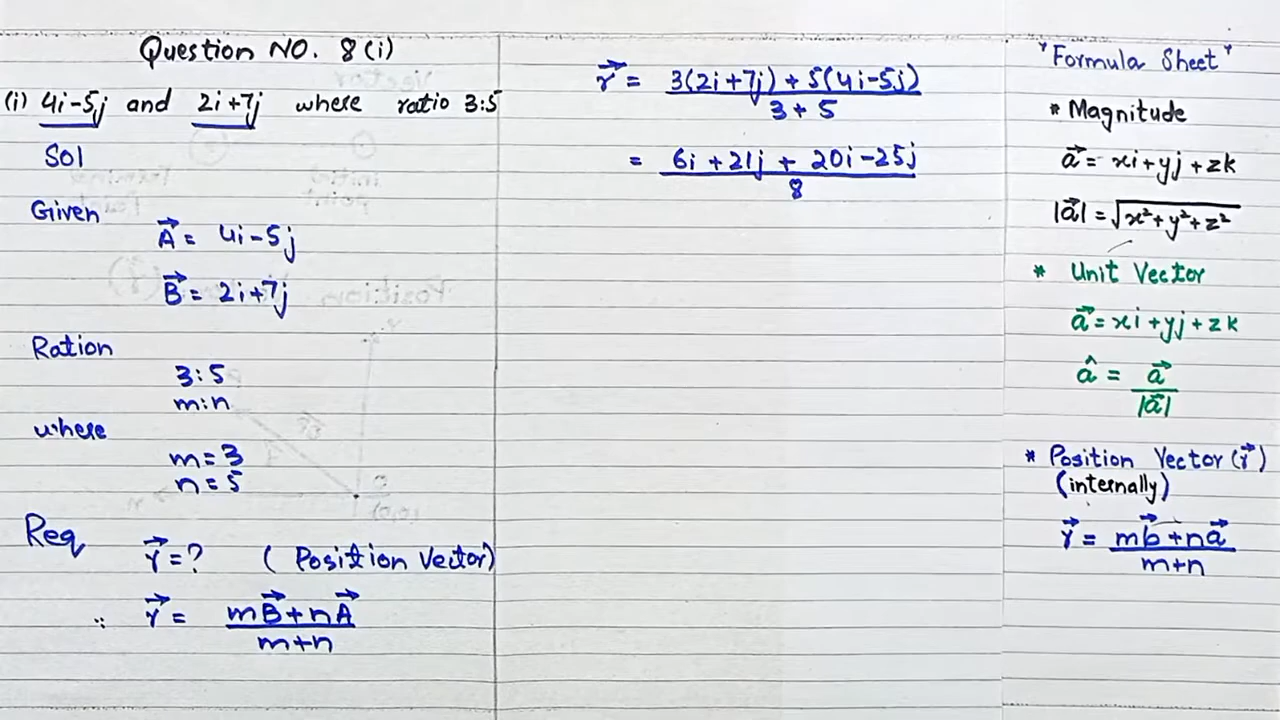 Question NO. 8(i)
(i) 4i-5j and 2i+7j where ratio 3:5
Sol
Given
A⃗ = 4i-5j
B⃗ = 2i+7j
Ration
3:5
m:n
where
m=3
n=5
Req
r⃗ =? (Position Vector)
∵ r⃗ = mB⃗+nA⃗
m+n
r⃗ = 3(2i+7j)+5(4i-5j)
3+5
= 6i+21j+20i-25j
8
"Formula Sheet"
* Magnitude
a⃗ = xi+yj+zk
|a⃗| = √x²+y²+z²
* Unit Vector
a⃗ = xi+yj+zk
â = a⃗
|a⃗|
* Position Vector(r⃗)
(internally)
r⃗ = mb⃗+na⃗
m+n